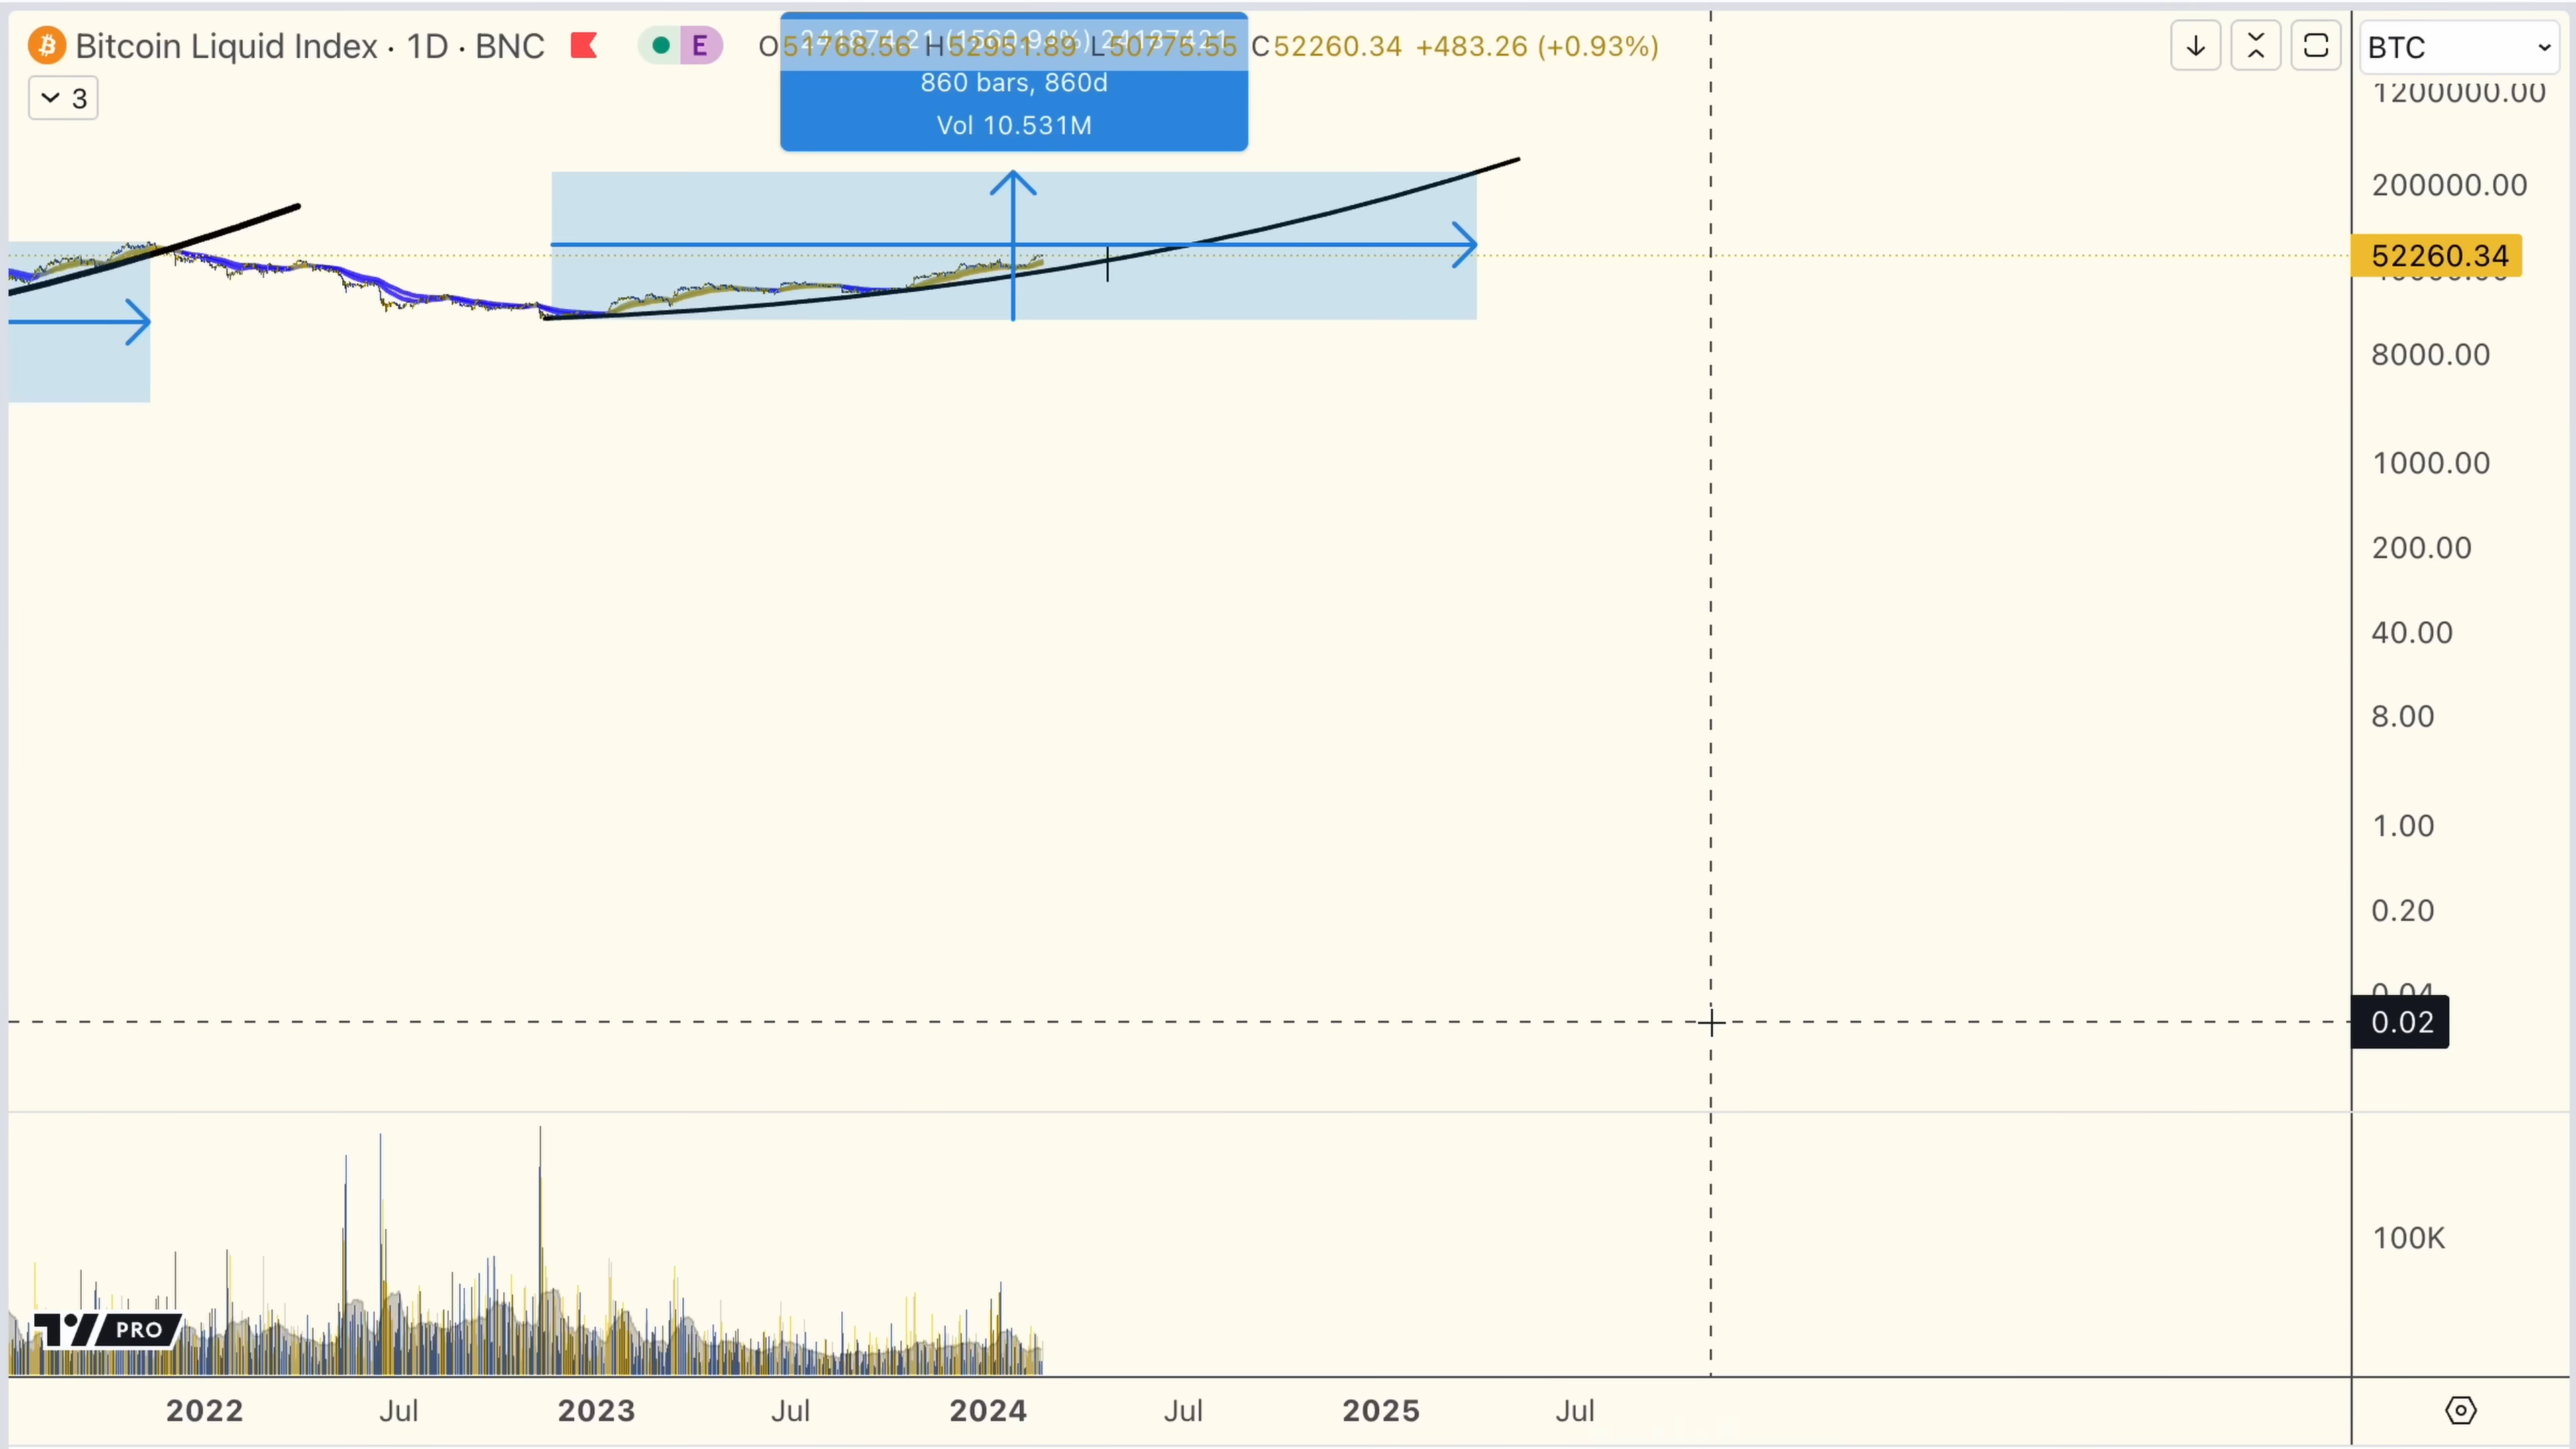 Bitcoin Liquid Index · 1D · BNC
E
O51768.56 H52951.89 L50775.55 C52260.34 +483.26 (+0.93%)
BTC
3
860 bars, 860d
Vol 10.531M
1200000.00
200000.00
52260.34
8000.00
1000.00
200.00
40.00
8.00
1.00
0.20
0.04
0.02
100K
PRO
2022
Jul
2023
Jul
2024
Jul
2025
Jul